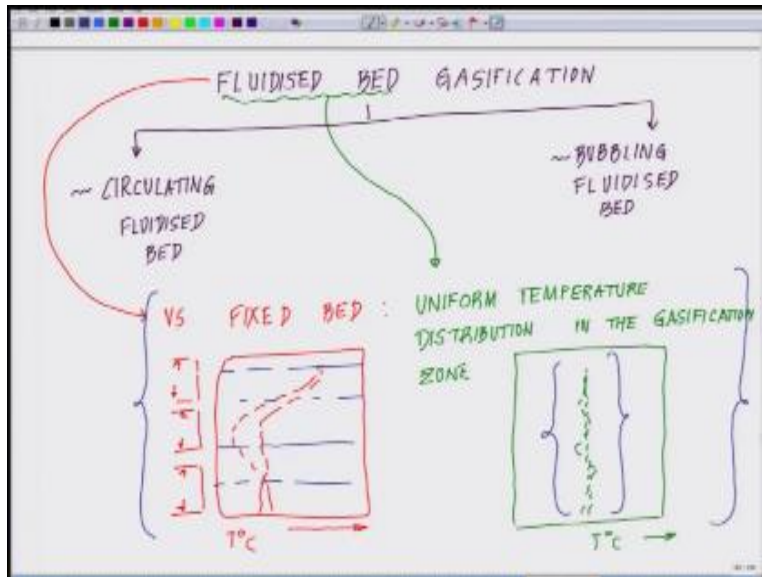 FLUIDISED BED GASIFICATION
~ CIRCULATING
FLUIDISED
BED
~ BUBBLING
FLUIDISED
BED
VS FIXED BED :
UNIFORM TEMPERATURE
DISTRIBUTION IN THE GASIFICATION
ZONE
T°C
T°C